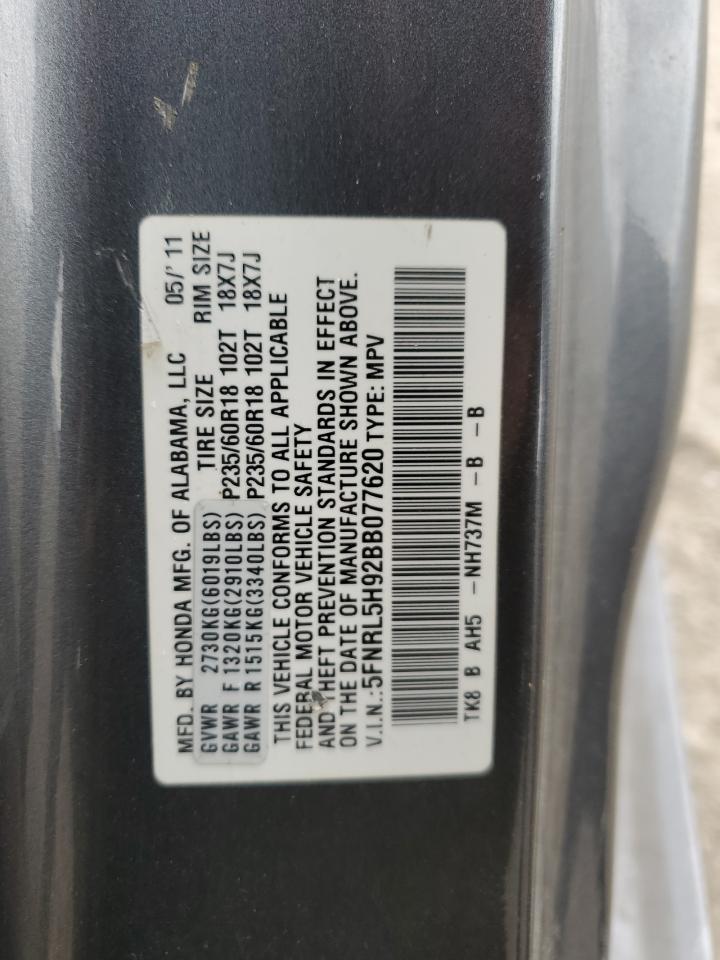 MFD. BY HONDA MFG. OF ALABAMA, LLC 05/'11
GVWR 2730KG(6019LBS) TIRE SIZE RIM SIZE
GAWR F 1320KG(2910LBS) P235/60R18 102T 18X7J
GAWR R 1515KG(3340LBS) P235/60R18 102T 18X7J
THIS VEHICLE CONFORMS TO ALL APPLICABLE
FEDERAL MOTOR VEHICLE SAFETY
AND THEFT PREVENTION STANDARDS IN EFFECT
ON THE DATE OF MANUFACTURE SHOWN ABOVE.
V.I.N.:5FNRL5H92BB077620 TYPE: MPV
TK8 B AH5 -NH737M -B -B